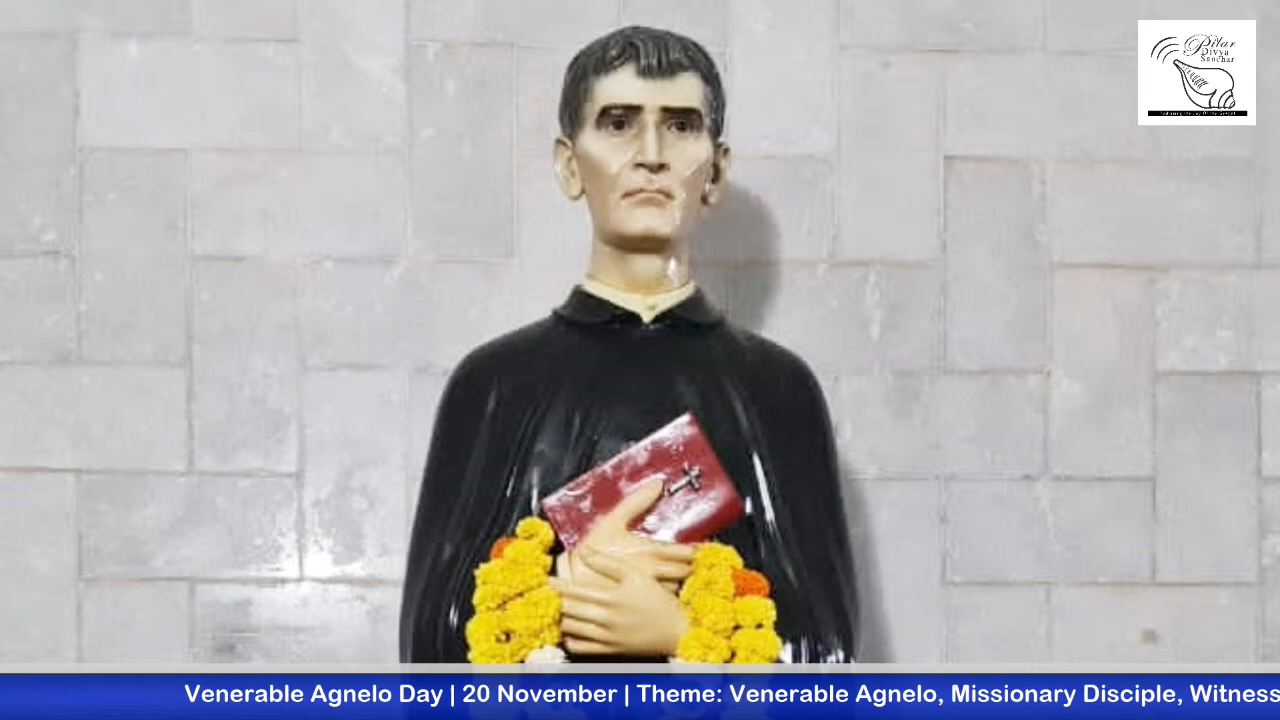 Pilar
Divya
Sanchar
Venerable Agnelo Day | 20 November | Theme: Venerable Agnelo, Missionary Disciple, Witness